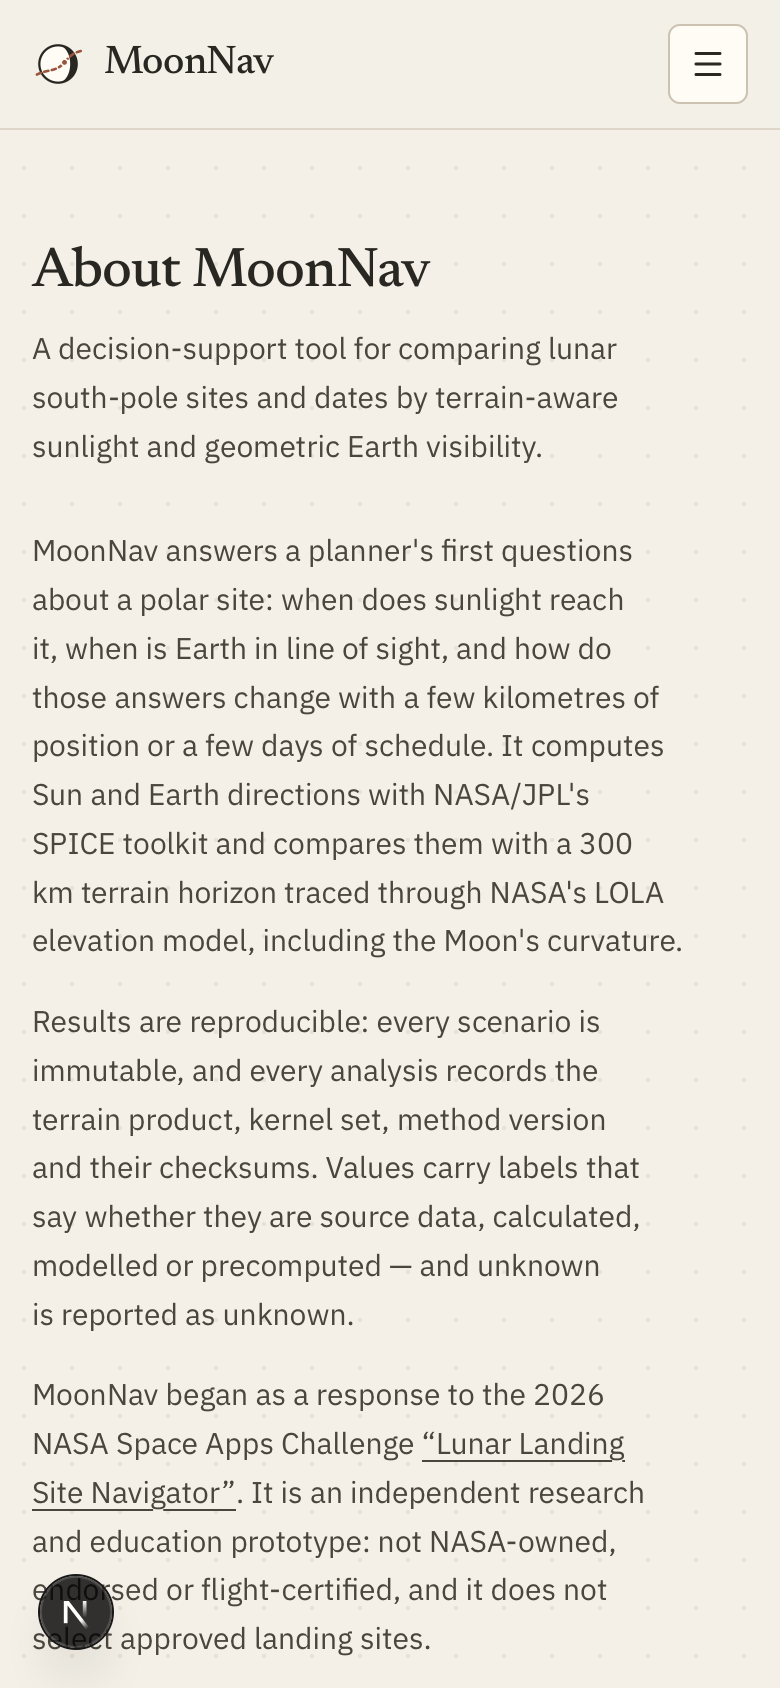 MoonNav
About MoonNav
A decision-support tool for comparing lunar
south-pole sites and dates by terrain-aware
sunlight and geometric Earth visibility.
MoonNav answers a planner's first questions
about a polar site: when does sunlight reach
it, when is Earth in line of sight, and how do
those answers change with a few kilometres of
position or a few days of schedule. It computes
Sun and Earth directions with NASA/JPL's
SPICE toolkit and compares them with a 300
km terrain horizon traced through NASA's LOLA
elevation model, including the Moon's curvature.
Results are reproducible: every scenario is
immutable, and every analysis records the
terrain product, kernel set, method version
and their checksums. Values carry labels that
say whether they are source data, calculated,
modelled or precomputed — and unknown
is reported as unknown.
MoonNav began as a response to the 2026
NASA Space Apps Challenge “Lunar Landing
Site Navigator”. It is an independent research
and education prototype: not NASA-owned,
endorsed or flight-certified, and it does not
select approved landing sites.
N